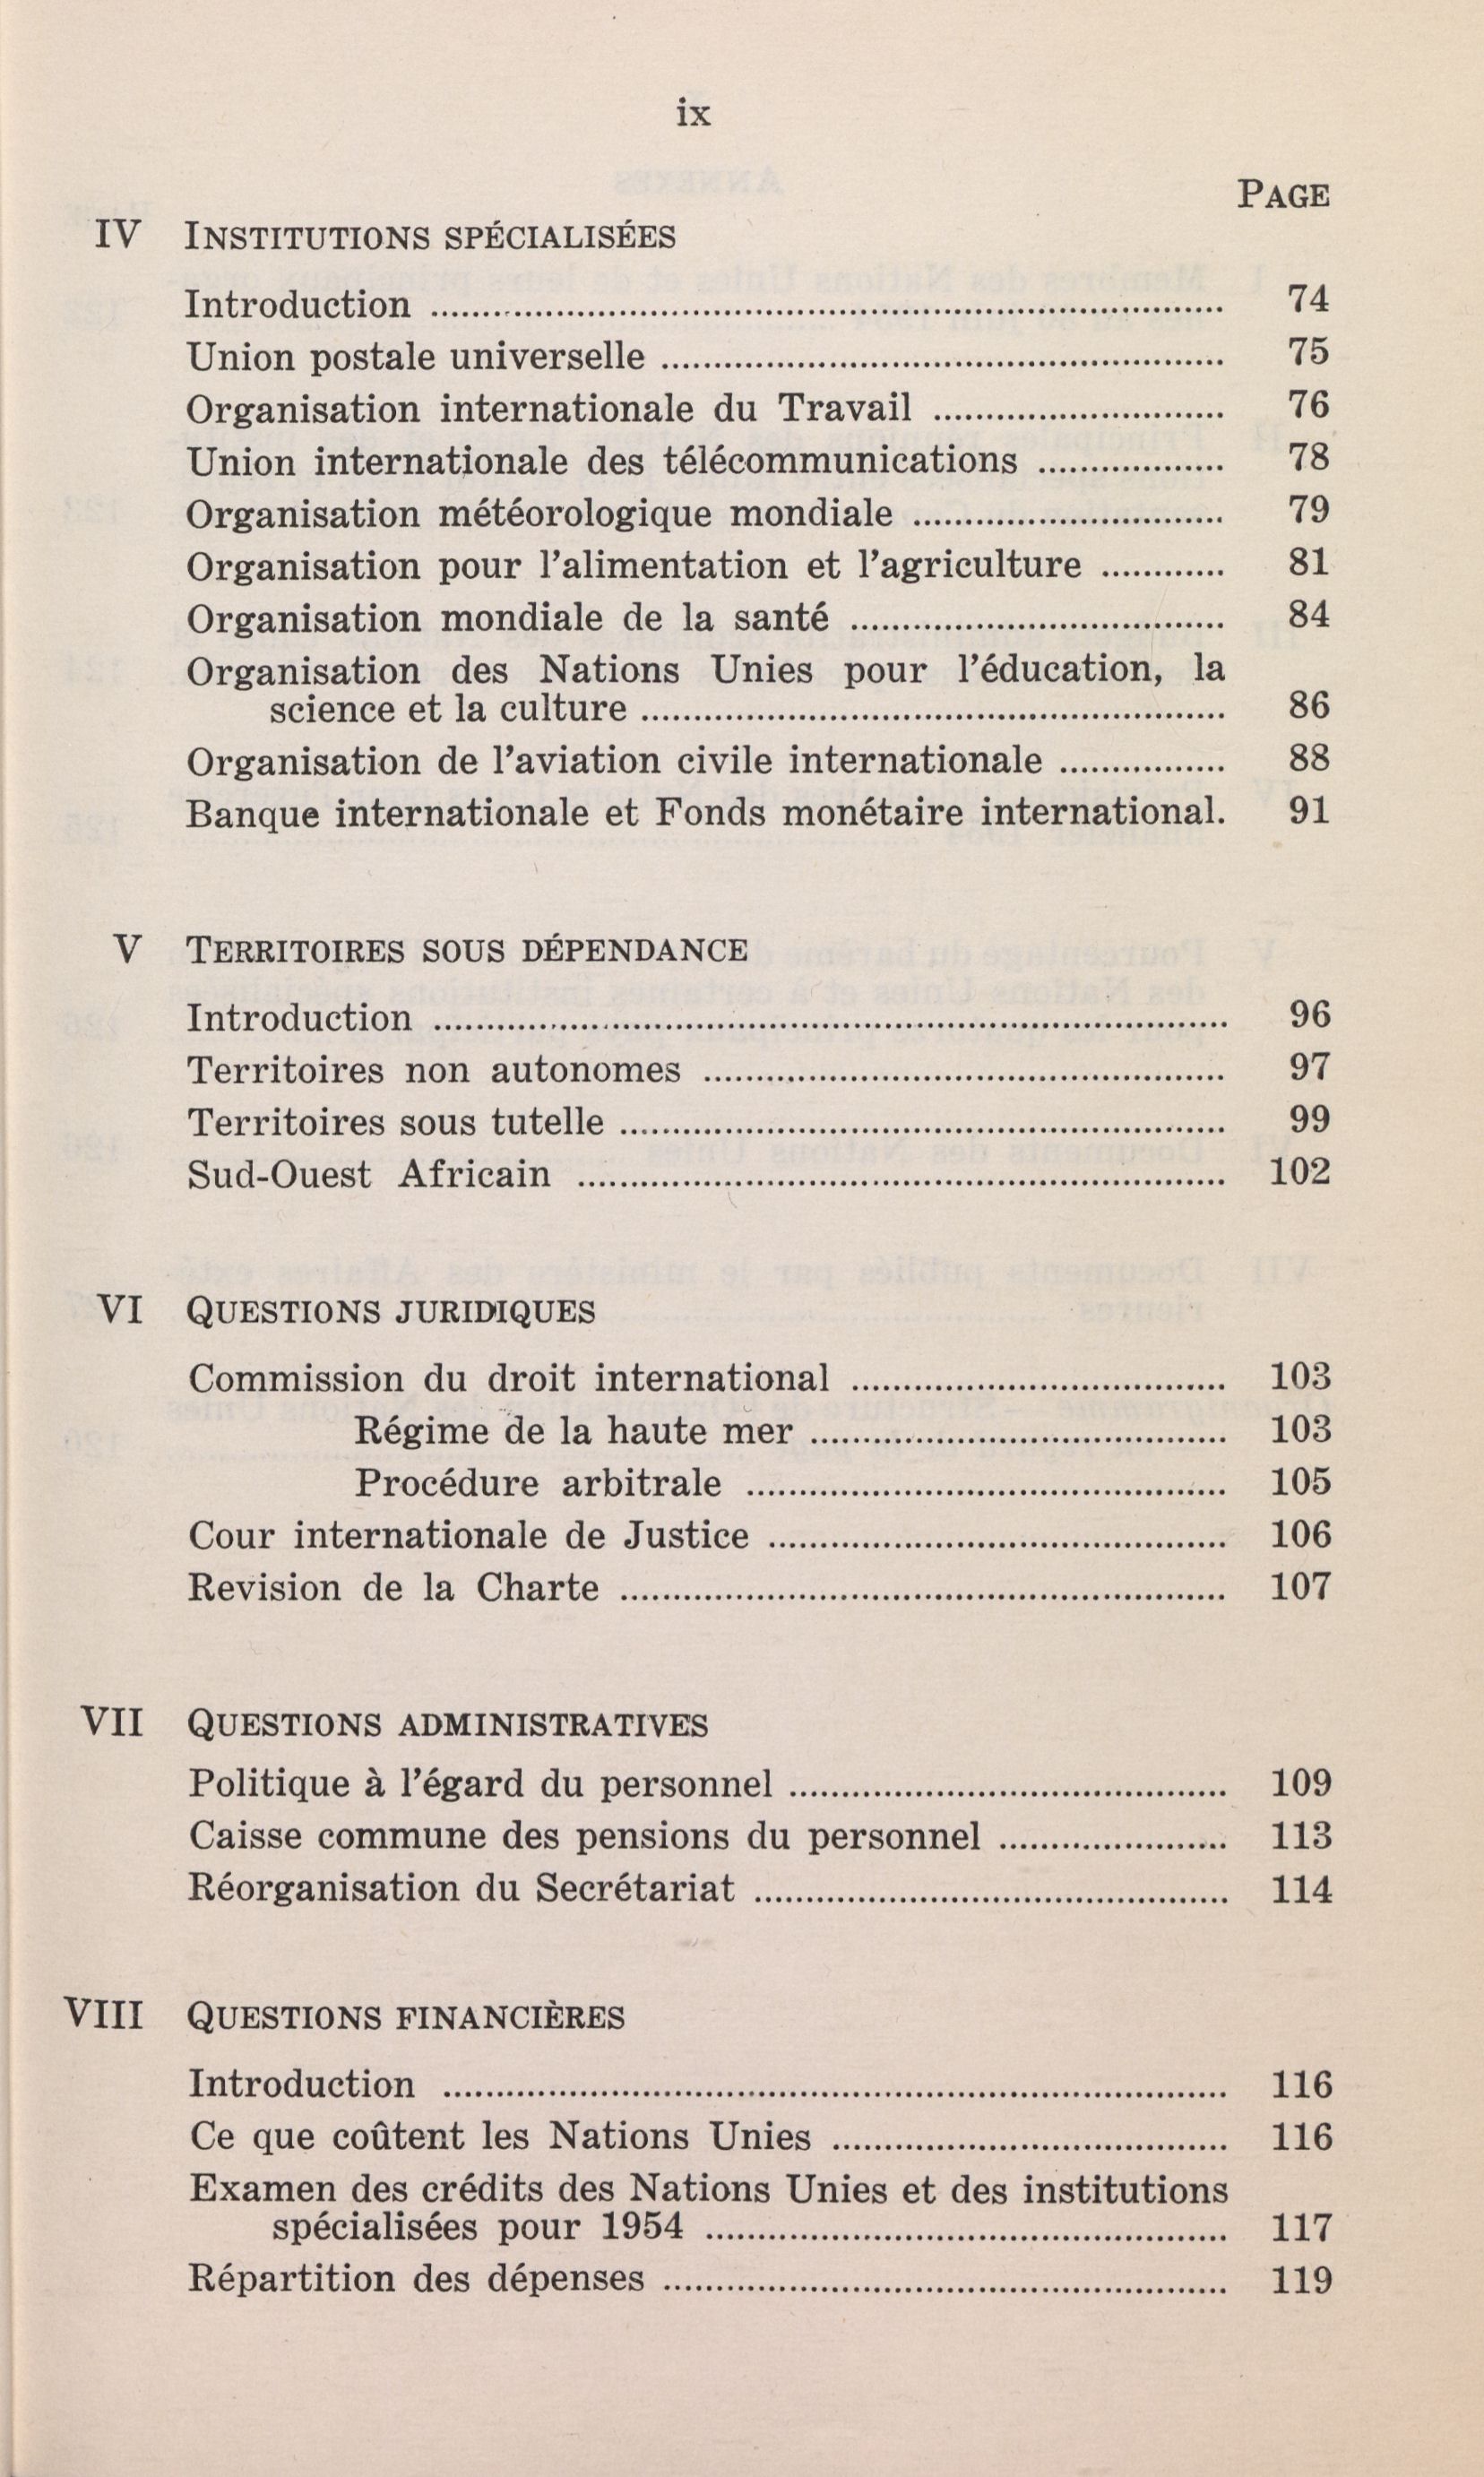 ix
PAGE
IV INSTITUTIONS SPÉCIALISÉES
Introduction ........ 74
Union postale universelle ........ 75
Organisation internationale du Travail ........ 76
Union internationale des télécommunications ........ 78
Organisation météorologique mondiale ........ 79
Organisation pour l'alimentation et l'agriculture ........ 81
Organisation mondiale de la santé ........ 84
Organisation des Nations Unies pour l'éducation, la
science et la culture ........ 86
Organisation de l'aviation civile internationale ........ 88
Banque internationale et Fonds monétaire international. 91
V TERRITOIRES SOUS DÉPENDANCE
Introduction ........ 96
Territoires non autonomes ........ 97
Territoires sous tutelle ........ 99
Sud-Ouest Africain ........ 102
VI QUESTIONS JURIDIQUES
Commission du droit international ........ 103
Régime de la haute mer ........ 103
Procédure arbitrale ........ 105
Cour internationale de Justice ........ 106
Revision de la Charte ........ 107
VII QUESTIONS ADMINISTRATIVES
Politique à l'égard du personnel ........ 109
Caisse commune des pensions du personnel ........ 113
Réorganisation du Secrétariat ........ 114
VIII QUESTIONS FINANCIÈRES
Introduction ........ 116
Ce que coûtent les Nations Unies ........ 116
Examen des crédits des Nations Unies et des institutions
spécialisées pour 1954 ........ 117
Répartition des dépenses ........ 119